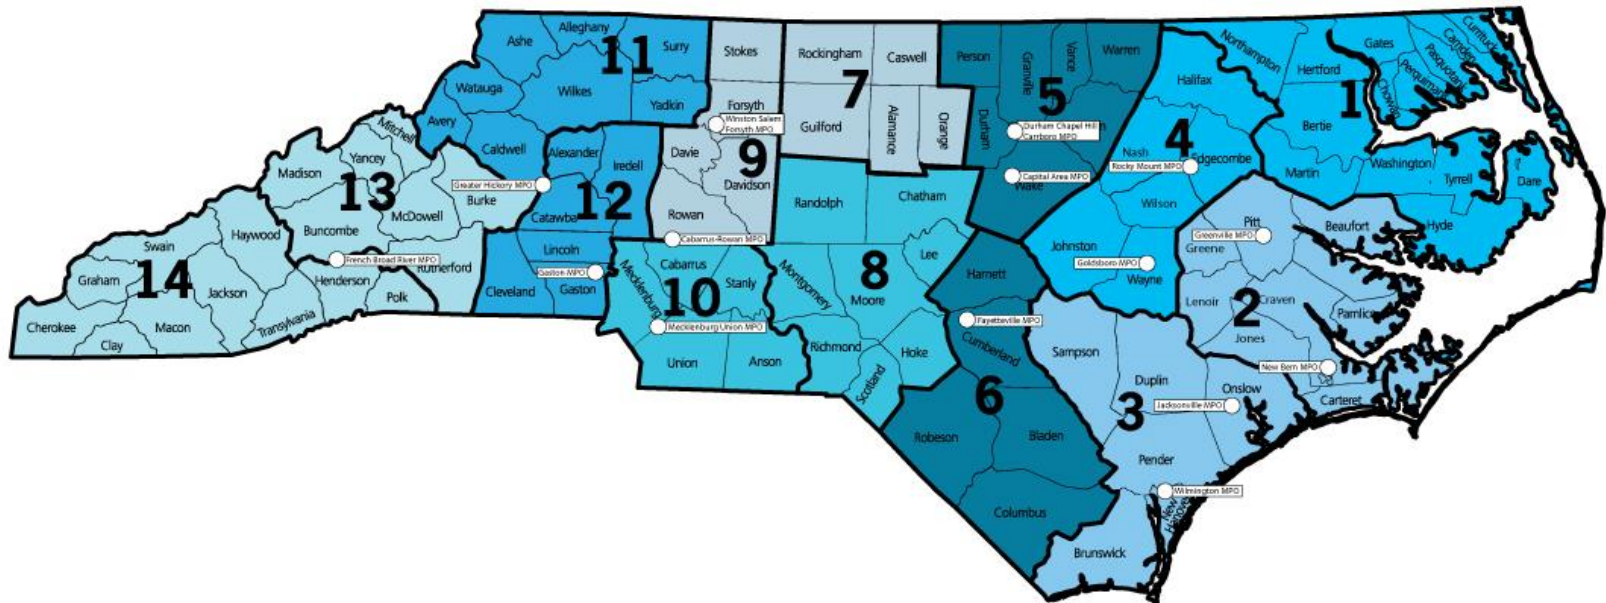 Alleghany
Ashe
11
Surry
Watauga
Wilkes
Yadkin
Avery
Caldwell
Stokes
Forsyth
Winston Salem
Forsyth MPO
Davie
9
Davidson
Rowan
Cabarrus-Rowan MPO
Rockingham
Caswell
7
Guilford
Alamance
Orange
Person
Granville
Vance
Warren
5
Durham
Durham Chapel Hill
Carrboro MPO
Capital Area MPO
Wake
Halifax
4
Nash
Edgecombe
Rocky Mount MPO
Wilson
Johnston
Goldsboro MPO
Wayne
Northampton
Hertford
Gates
Currituck
Camden
Pasquotank
Perquimans
Chowan
1
Bertie
Martin
Washington
Tyrrell
Dare
Hyde
Mitchell
Yancey
Madison
13
McDowell
Burke
Buncombe
French Broad River MPO
Rutherford
Alexander
Iredell
Greater Hickory MPO
12
Catawba
Lincoln
Gaston MPO
Cleveland
Gaston
Haywood
Swain
Graham
14
Jackson
Henderson
Polk
Transylvania
Cherokee
Macon
Clay
Mecklenburg
Cabarrus
Stanly
10
Mecklenburg Union MPO
Union
Anson
Randolph
Chatham
Lee
Montgomery
8
Moore
Richmond
Hoke
Scotland
Harnett
Fayetteville MPO
Cumberland
6
Robeson
Bladen
Columbus
Pitt
Beaufort
Greenville MPO
Greene
Lenoir
Craven
2
Pamlico
Jones
New Bern MPO
Carteret
Sampson
Duplin
Onslow
Jacksonville MPO
3
Pender
Wilmington MPO
New
Hanover
Brunswick